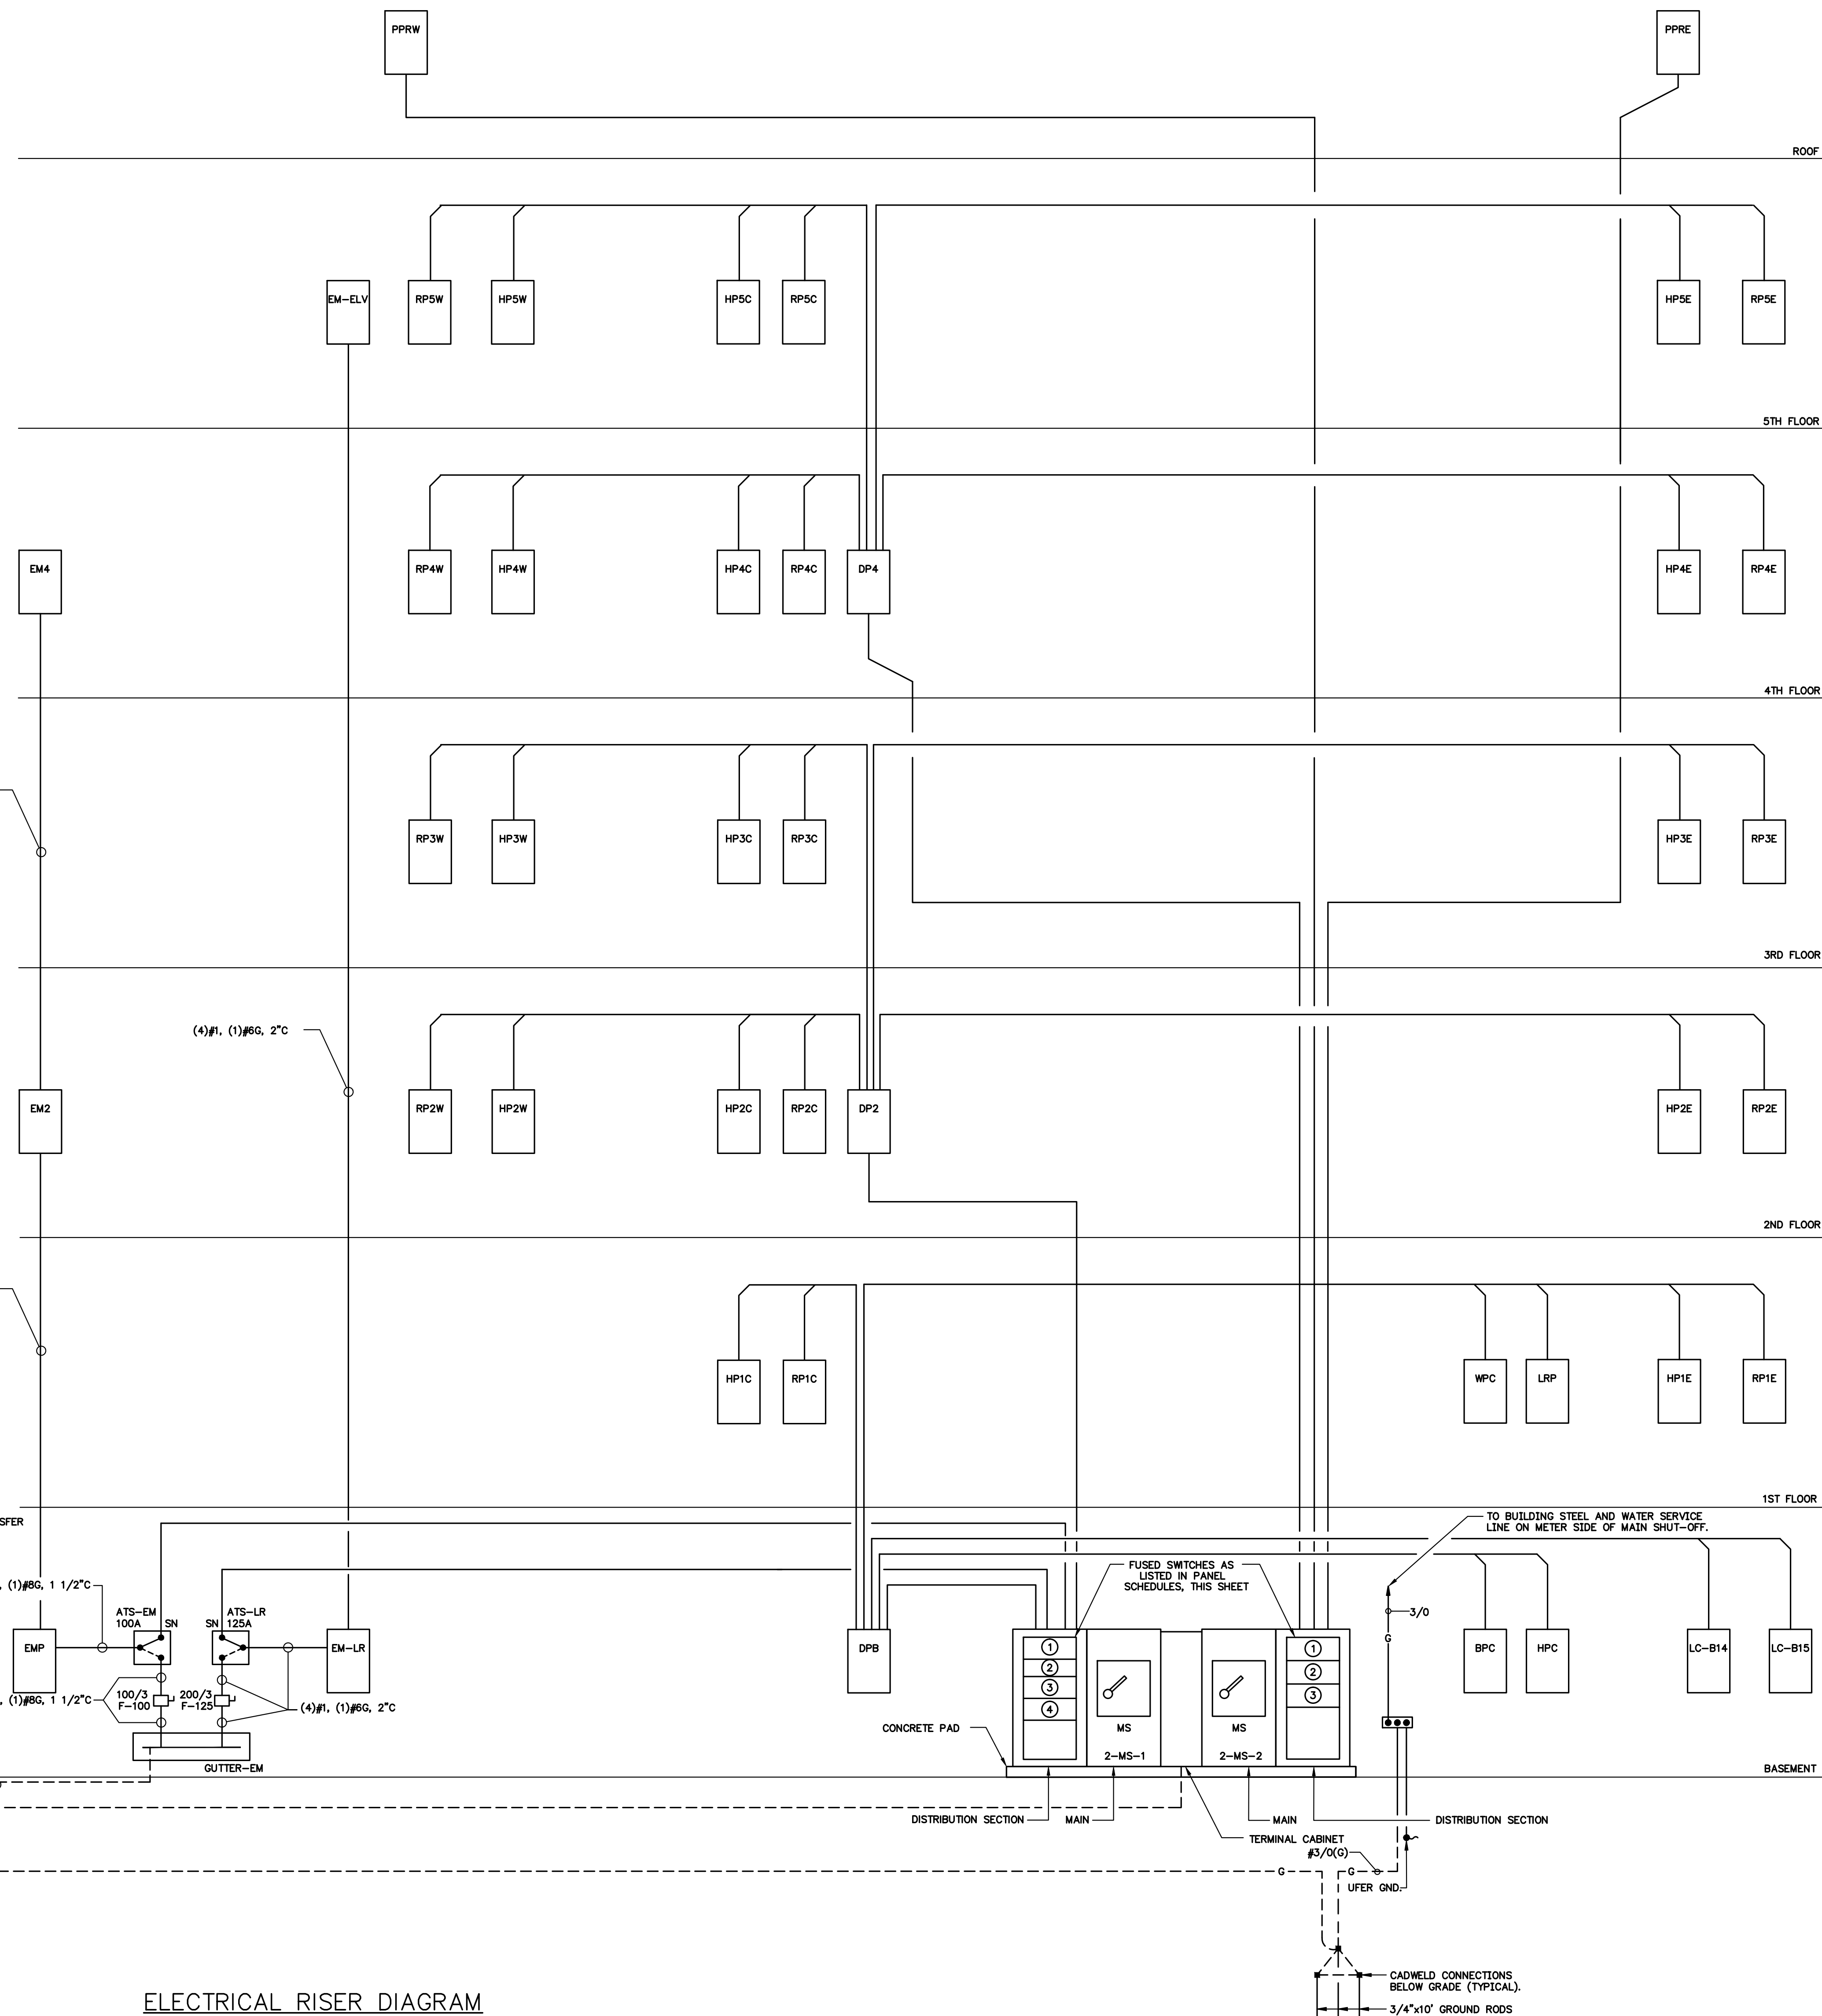 PPRW
PPRE
ROOF
EM-ELV
RP5W
HP5W
HP5C
RP5C
HP5E
RP5E
5TH FLOOR
EM4
RP4W
HP4W
HP4C
RP4C
DP4
HP4E
RP4E
4TH FLOOR
RP3W
HP3W
HP3C
RP3C
HP3E
RP3E
3RD FLOOR
(4)#1, (1)#6G, 2"C
EM2
RP2W
HP2W
HP2C
RP2C
DP2
HP2E
RP2E
2ND FLOOR
HP1C
RP1C
WPC
LRP
HP1E
RP1E
1ST FLOOR
SFER
TO BUILDING STEEL AND WATER SERVICE
LINE ON METER SIDE OF MAIN SHUT-OFF.
FUSED SWITCHES AS
LISTED IN PANEL
SCHEDULES, THIS SHEET
, (1)#8G, 1 1/2"C
ATS-EM
100A
SN
SN
ATS-LR
125A
3/0
G
EMP
EM-LR
DPB
1
2
3
4
MS
2-MS-1
MS
2-MS-2
1
2
3
BPC
HPC
LC-B14
LC-B15
, (1)#8G, 1 1/2"C
100/3
F-100
200/3
F-125
(4)#1, (1)#6G, 2"C
CONCRETE PAD
GUTTER-EM
BASEMENT
DISTRIBUTION SECTION
MAIN
MAIN
DISTRIBUTION SECTION
TERMINAL CABINET
#3/0(G)
G
G
UFER GND.
CADWELD CONNECTIONS
BELOW GRADE (TYPICAL).
3/4"x10' GROUND RODS
ELECTRICAL RISER DIAGRAM